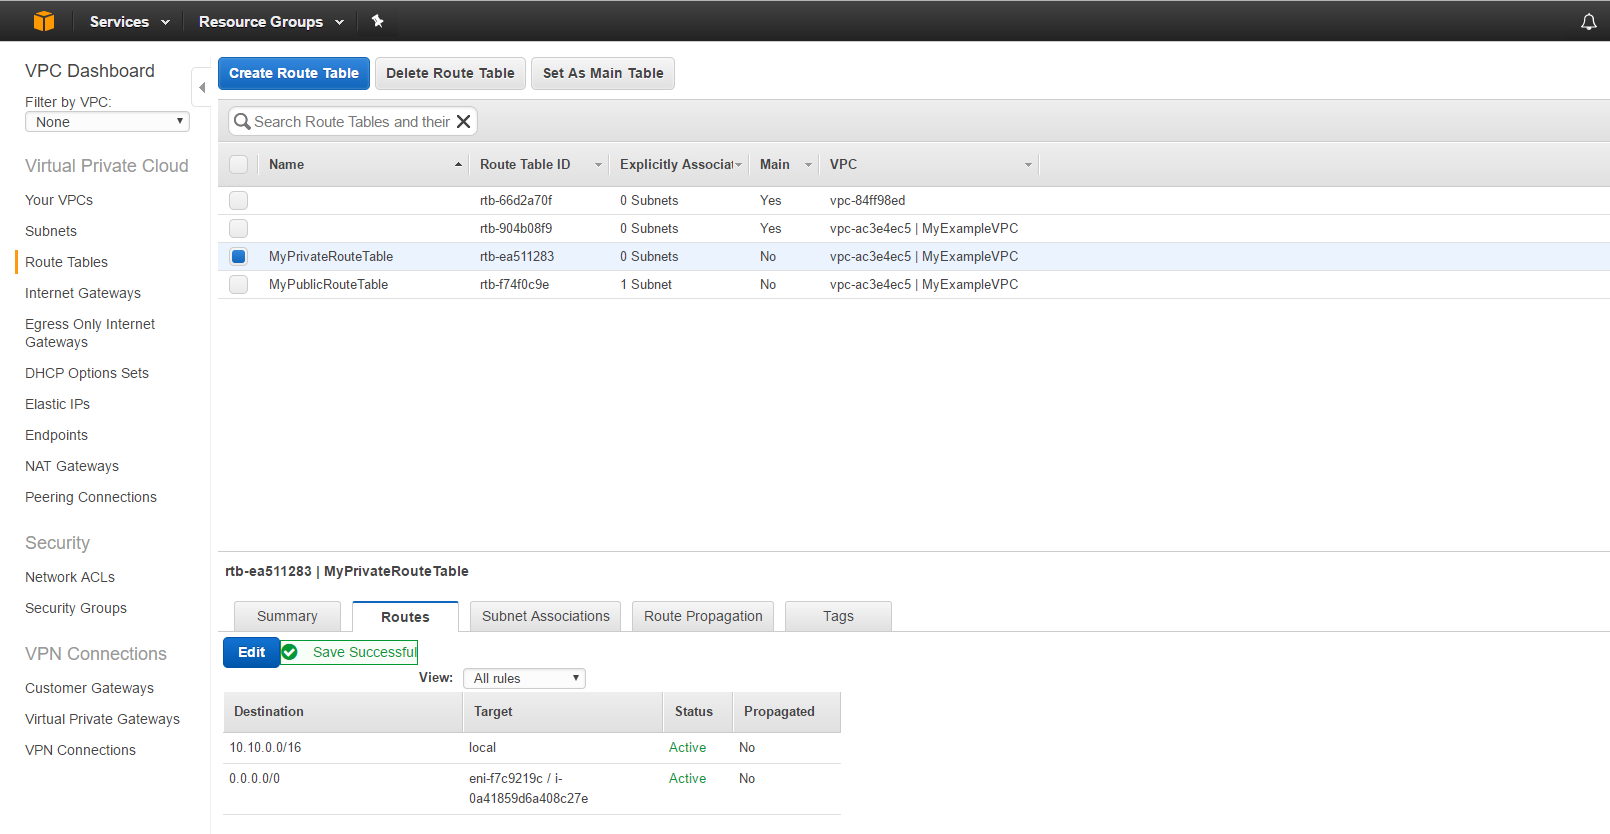 Services Resource Groups
VPC Dashboard
Filter by VPC:
None
Virtual Private Cloud
Your VPCs
Subnets
Route Tables
Internet Gateways
Egress Only Internet
Gateways
DHCP Options Sets
Elastic IPs
Endpoints
NAT Gateways
Peering Connections
Security
Network ACLs
Security Groups
VPN Connections
Customer Gateways
Virtual Private Gateways
VPN Connections
Create Route Table Delete Route Table Set As Main Table
Search Route Tables and their
Name Route Table ID Explicitly Associat Main VPC
rtb-66d2a70f 0 Subnets Yes vpc-84ff98ed
rtb-904b08f9 0 Subnets Yes vpc-ac3e4ec5 | MyExampleVPC
MyPrivateRouteTable rtb-ea511283 0 Subnets No vpc-ac3e4ec5 | MyExampleVPC
MyPublicRouteTable rtb-f74f0c9e 1 Subnet No vpc-ac3e4ec5 | MyExampleVPC
rtb-ea511283 | MyPrivateRouteTable
Summary Routes Subnet Associations Route Propagation Tags
Edit Save Successful
View: All rules
Destination Target Status Propagated
10.10.0.0/16 local Active No
0.0.0.0/0 eni-f7c9219c / i- Active No
0a41859d6a408c27e